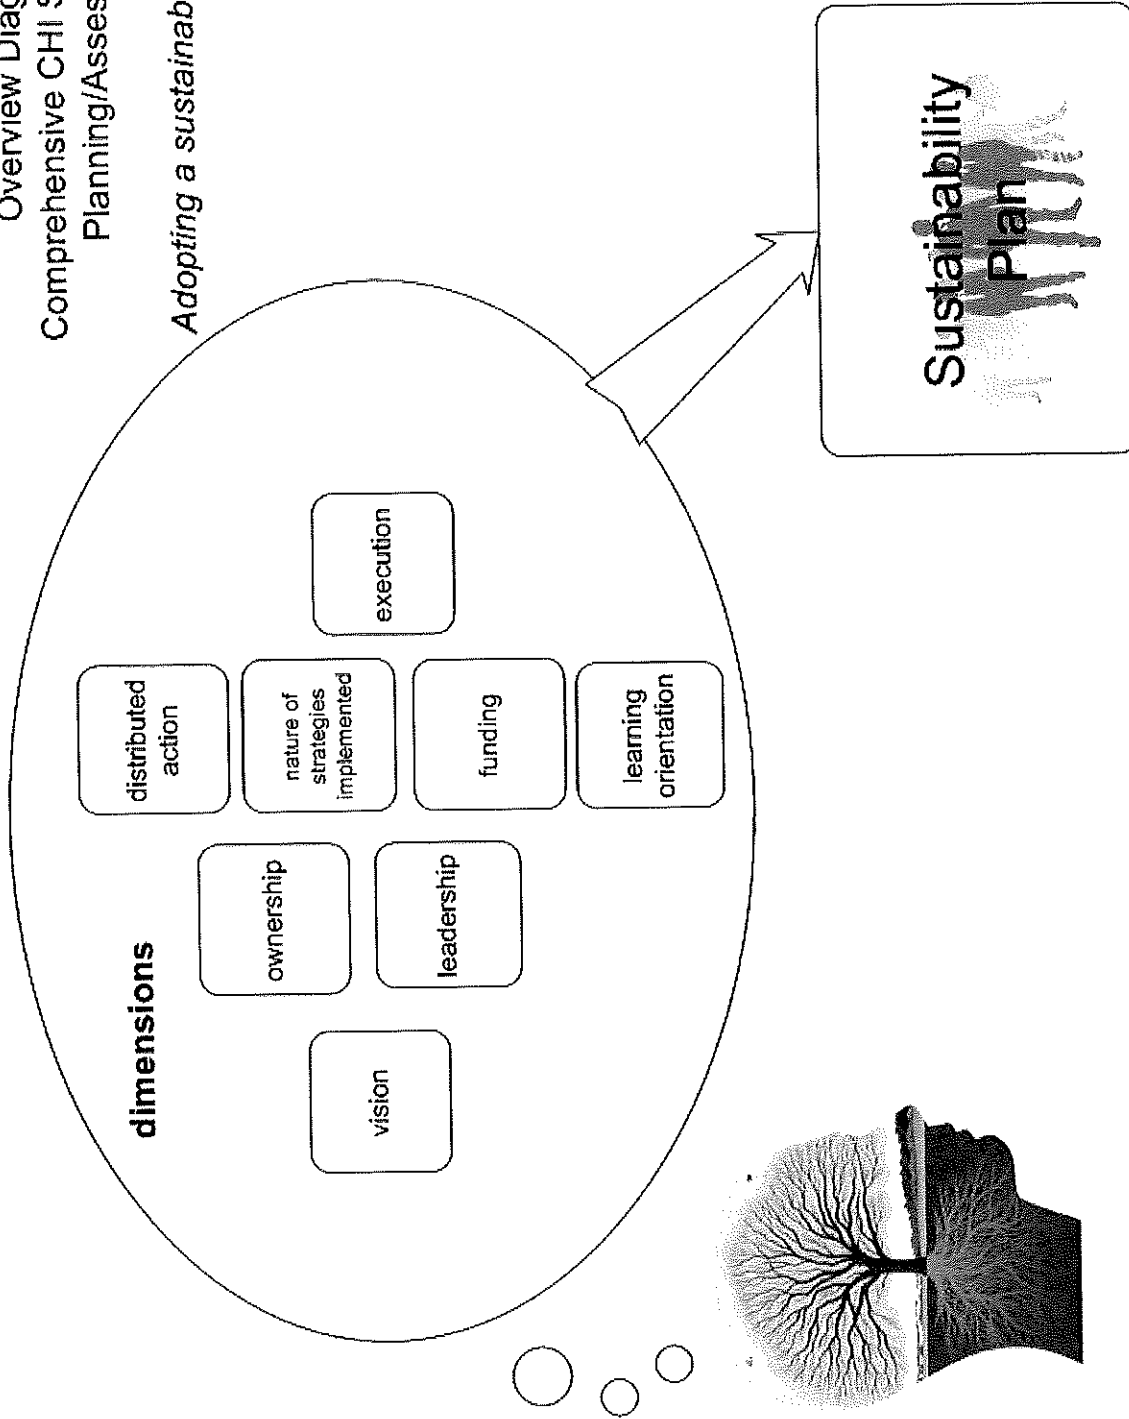 Overview Diag
Comprehensive CHI S
Planning/Asses
Adopting a sustainab
dimensions
vision
ownership
leadership
distributed
action
nature of
strategies
implemented
funding
learning
orientation
execution
Sustainability
Plan